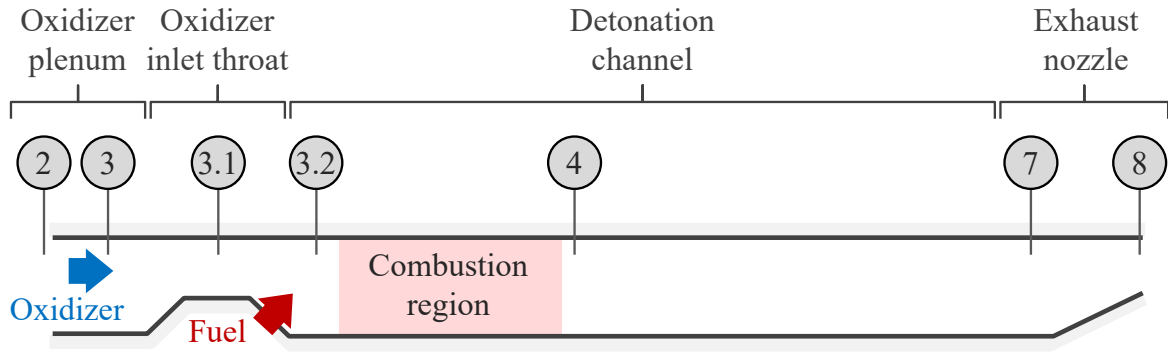 Oxidizer
plenum
Oxidizer
inlet throat
Detonation
channel
Exhaust
nozzle
2
3
3.1
3.2
4
7
8
Oxidizer
Fuel
Combustion
region